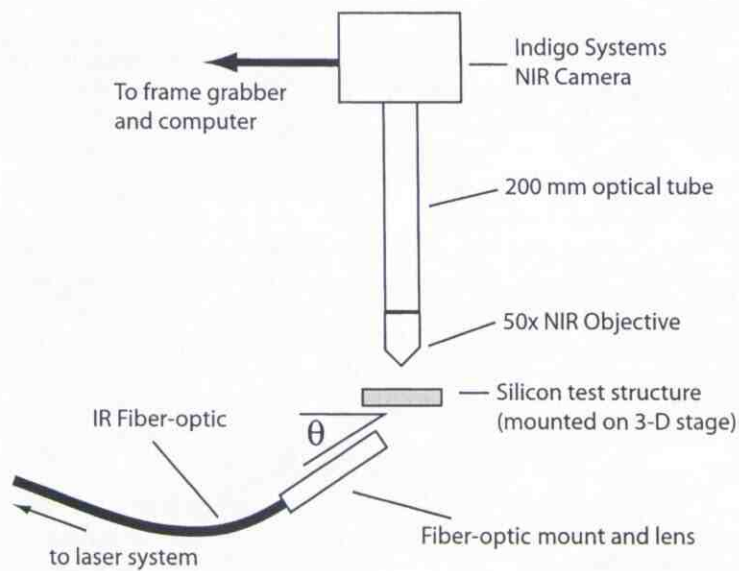 Indigo Systems
NIR Camera
To frame grabber
and computer
200 mm optical tube
50x NIR Objective
Silicon test structure
(mounted on 3-D stage)
IR Fiber-optic
θ
Fiber-optic mount and lens
to laser system